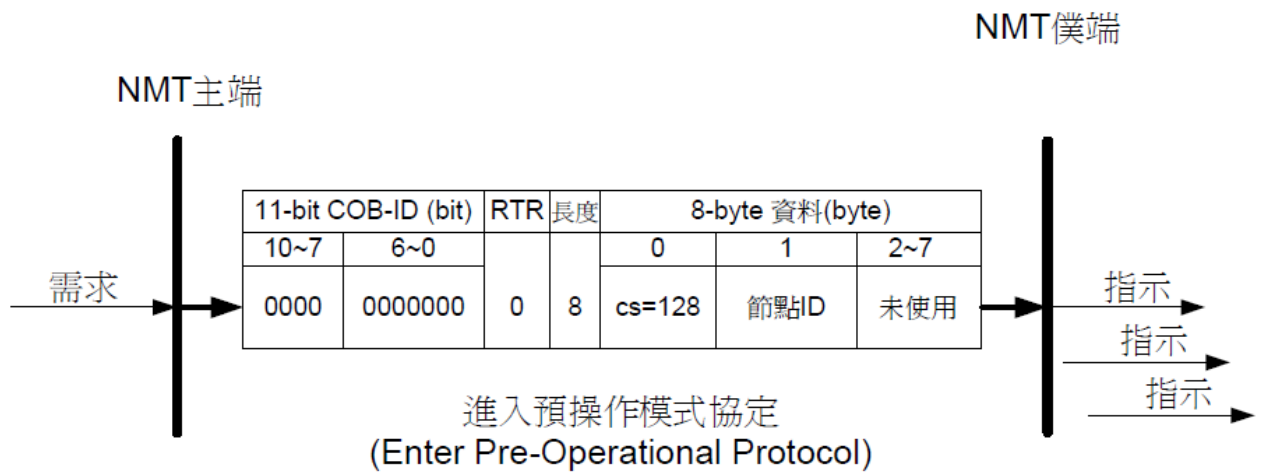 NMT僕端
NMT主端
11-bit COB-ID (bit) RTR 長度 8-byte 資料(byte)
10~7 6~0 0 1 2~7
需求 0000 0000000 0 8 cs=128 節點ID 未使用 指示
指示
指示
進入預操作模式協定
(Enter Pre-Operational Protocol)